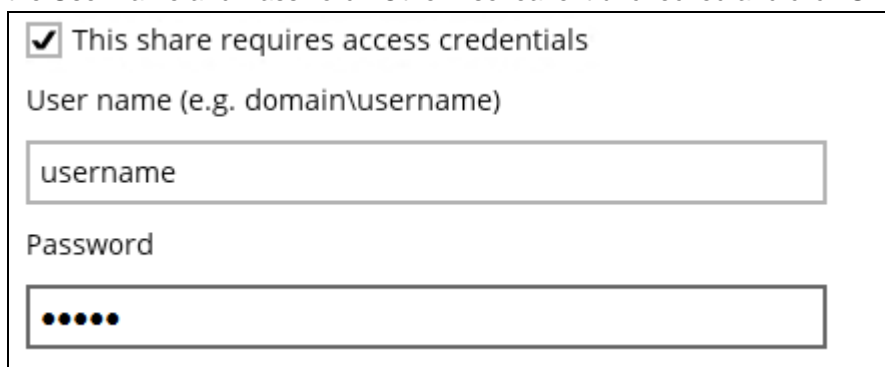 This share requires access credentials
User name (e.g. domain\username)
username
Password
•••••